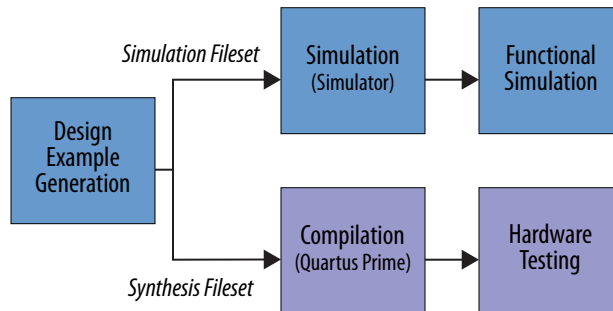 Simulation Fileset
Simulation
(Simulator)
Functional
Simulation
Design
Example
Generation
Compilation
(Quartus Prime)
Hardware
Testing
Synthesis Fileset